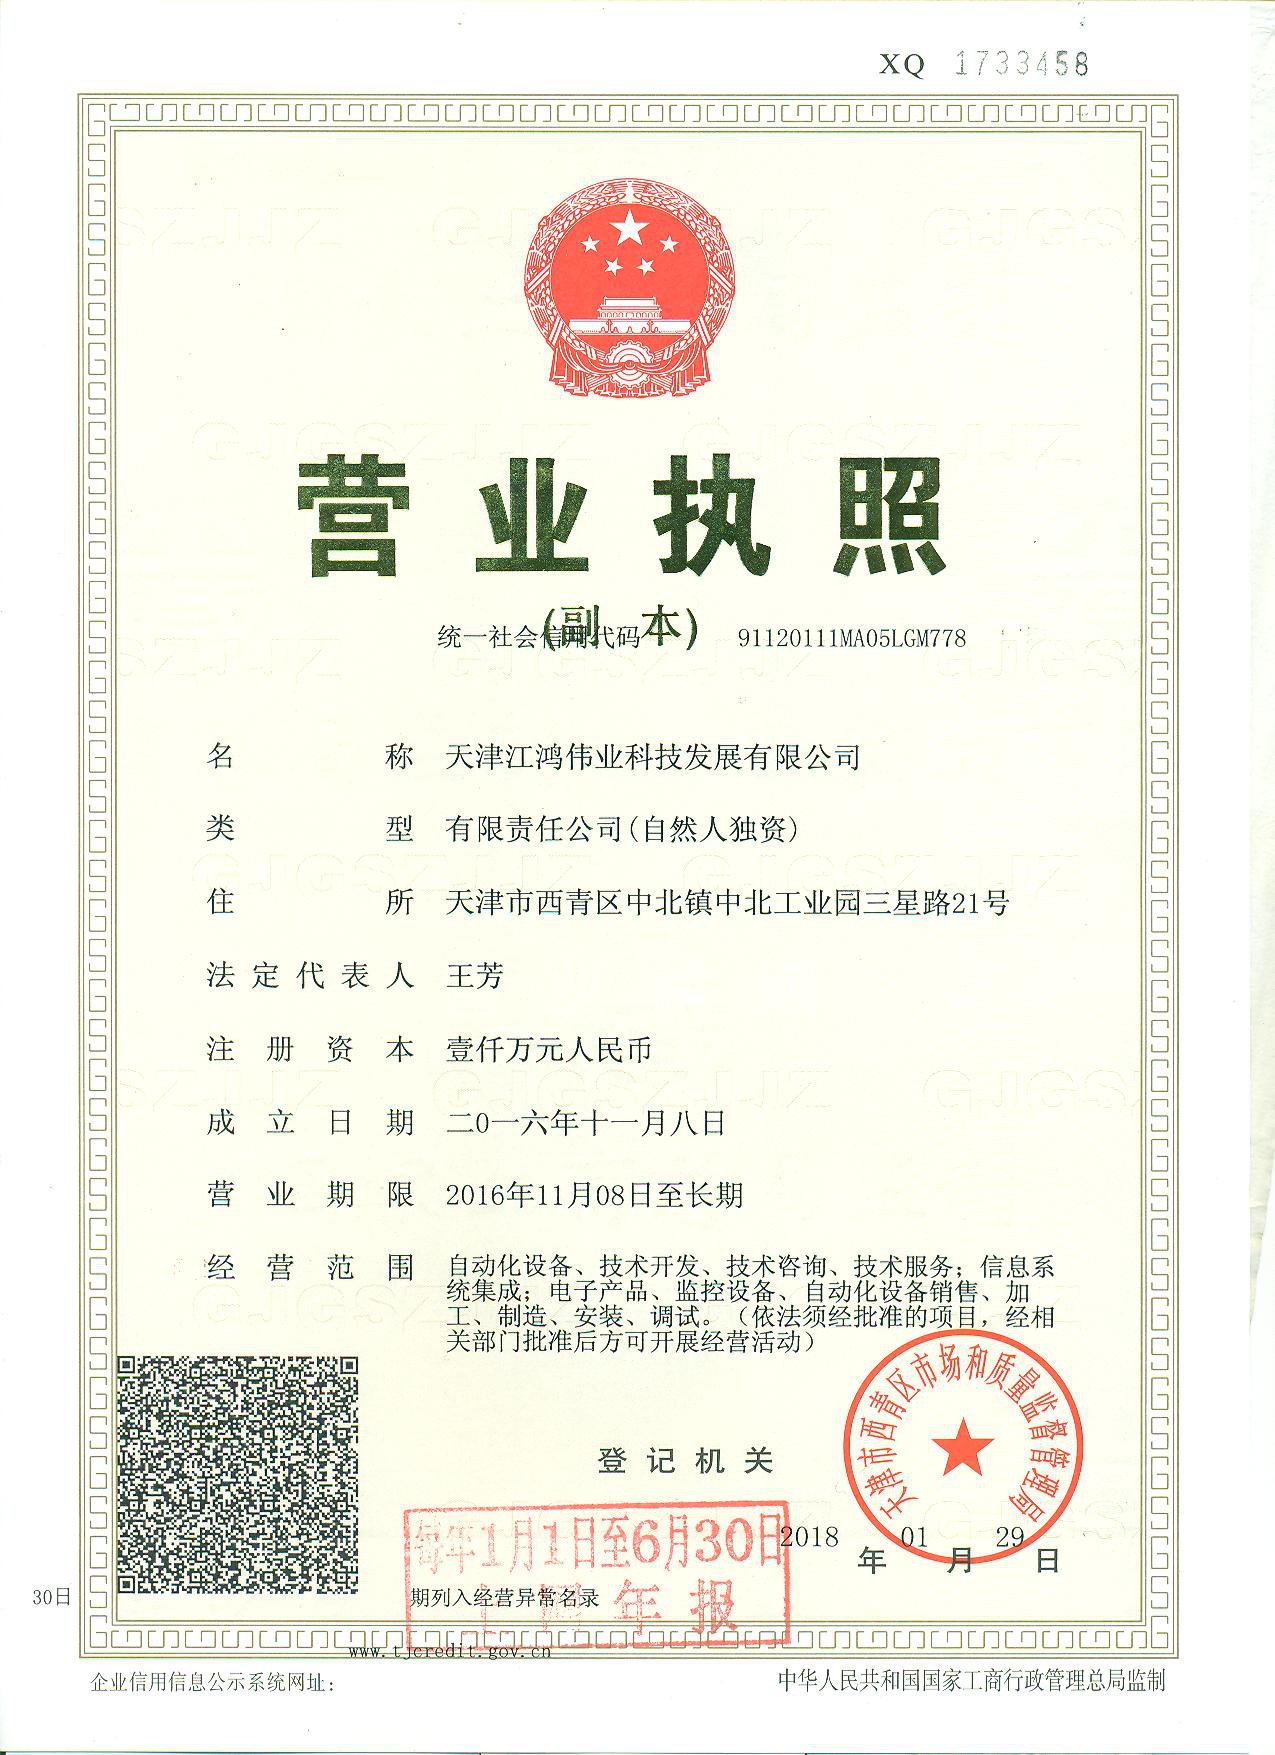 XQ 1733458
营业执照
(副 本)
统一社会信用代码 91120111MA05LGM778
名称 天津江鸿伟业科技发展有限公司
类型 有限责任公司(自然人独资)
住所 天津市西青区中北镇中北工业园三星路21号
法定代表人 王芳
注册资本 壹仟万元人民币
成立日期 二0一六年十一月八日
营业期限 2016年11月08日至长期
经营范围 自动化设备、技术开发、技术咨询、技术服务；信息系
统集成；电子产品、监控设备、自动化设备销售、加
工、制造、安装、调试。（依法须经批准的项目，经相
关部门批准后方可开展经营活动）
天津市西青区市场和质量监督管理局
登记机关
2018年01月29日
每年1月1日至6月30日
上网年报
30日
期列入经营异常名录
www.tjcredit.gov.cn
企业信用信息公示系统网址：
中华人民共和国国家工商行政管理总局监制